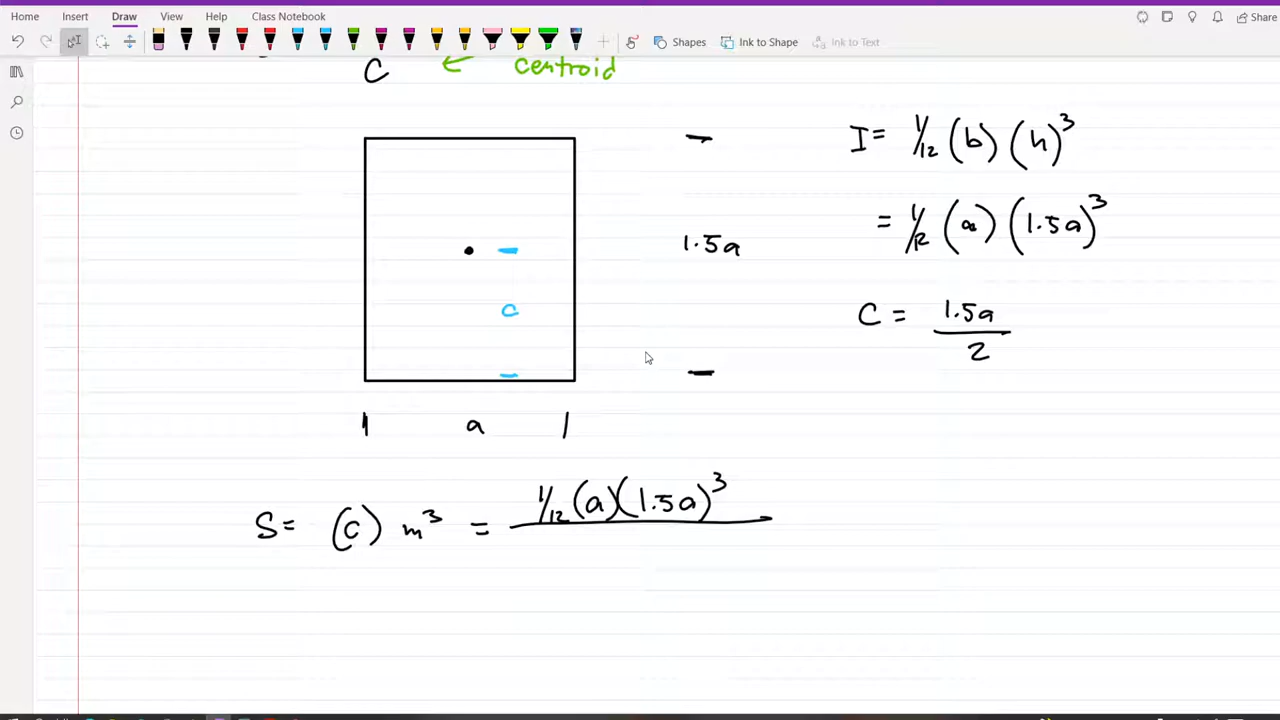 Home Insert Draw View Help Class Notebook Share
Shapes Ink to Shape Ink to Text
C ← centroid
I = 1/12 (b) (h)^3
= 1/12 (a) (1.5a)^3
1.5a
c
C = 1.5a / 2
a
S = (C) m^3 = 1/12 (a)(1.5a)^3